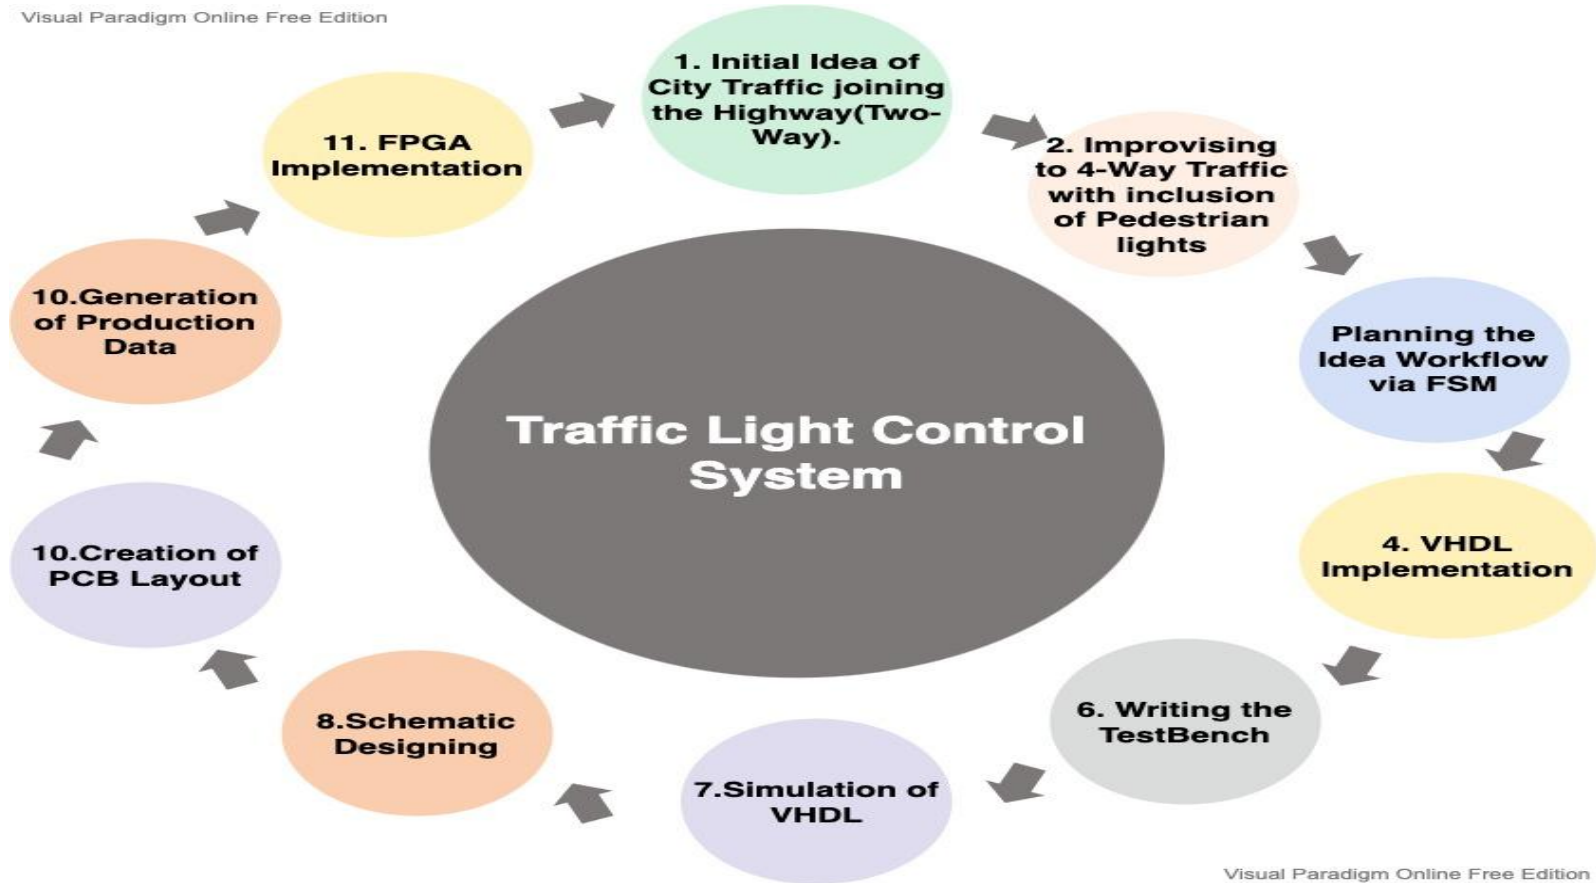 Visual Paradigm Online Free Edition
1. Initial Idea of
City Traffic joining
the Highway(Two-
Way).
2. Improvising
to 4-Way Traffic
with inclusion
of Pedestrian
lights
Planning the
Idea Workflow
via FSM
4. VHDL
Implementation
6. Writing the
TestBench
7.Simulation of
VHDL
8.Schematic
Designing
10.Creation of
PCB Layout
10.Generation
of Production
Data
11. FPGA
Implementation
Traffic Light Control
System
Visual Paradigm Online Free Edition